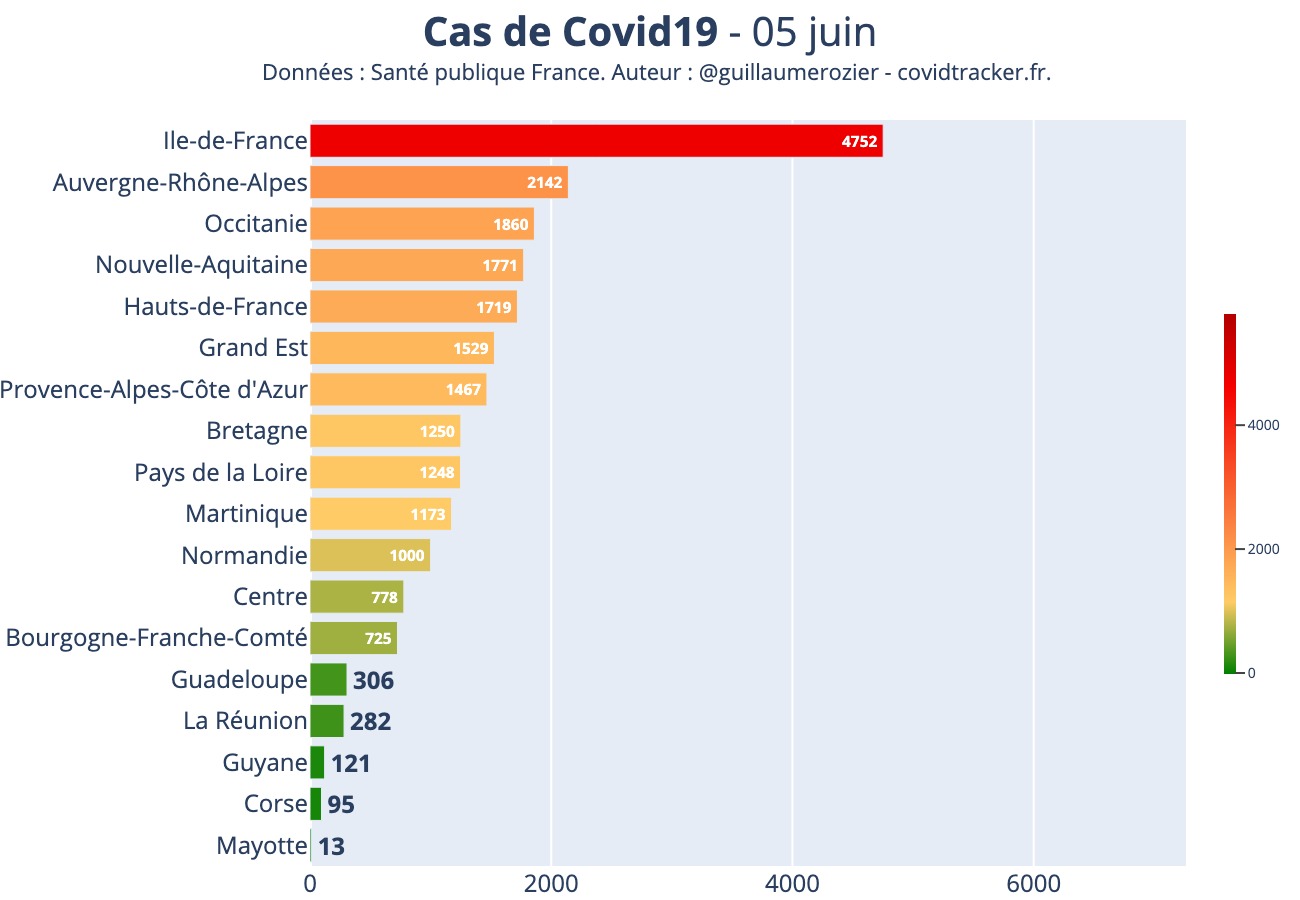 Cas de Covid19 - 05 juin
Données : Santé publique France. Auteur : @guillaumerozier - covidtracker.fr.
Ile-de-France 4752
Auvergne-Rhône-Alpes 2142
Occitanie 1860
Nouvelle-Aquitaine 1771
Hauts-de-France 1719
Grand Est 1529
Provence-Alpes-Côte d'Azur 1467
Bretagne 1250
Pays de la Loire 1248
Martinique 1173
Normandie 1000
Centre 778
Bourgogne-Franche-Comté 725
Guadeloupe 306
La Réunion 282
Guyane 121
Corse 95
Mayotte 13
0 2000 4000 6000
4000
2000
0